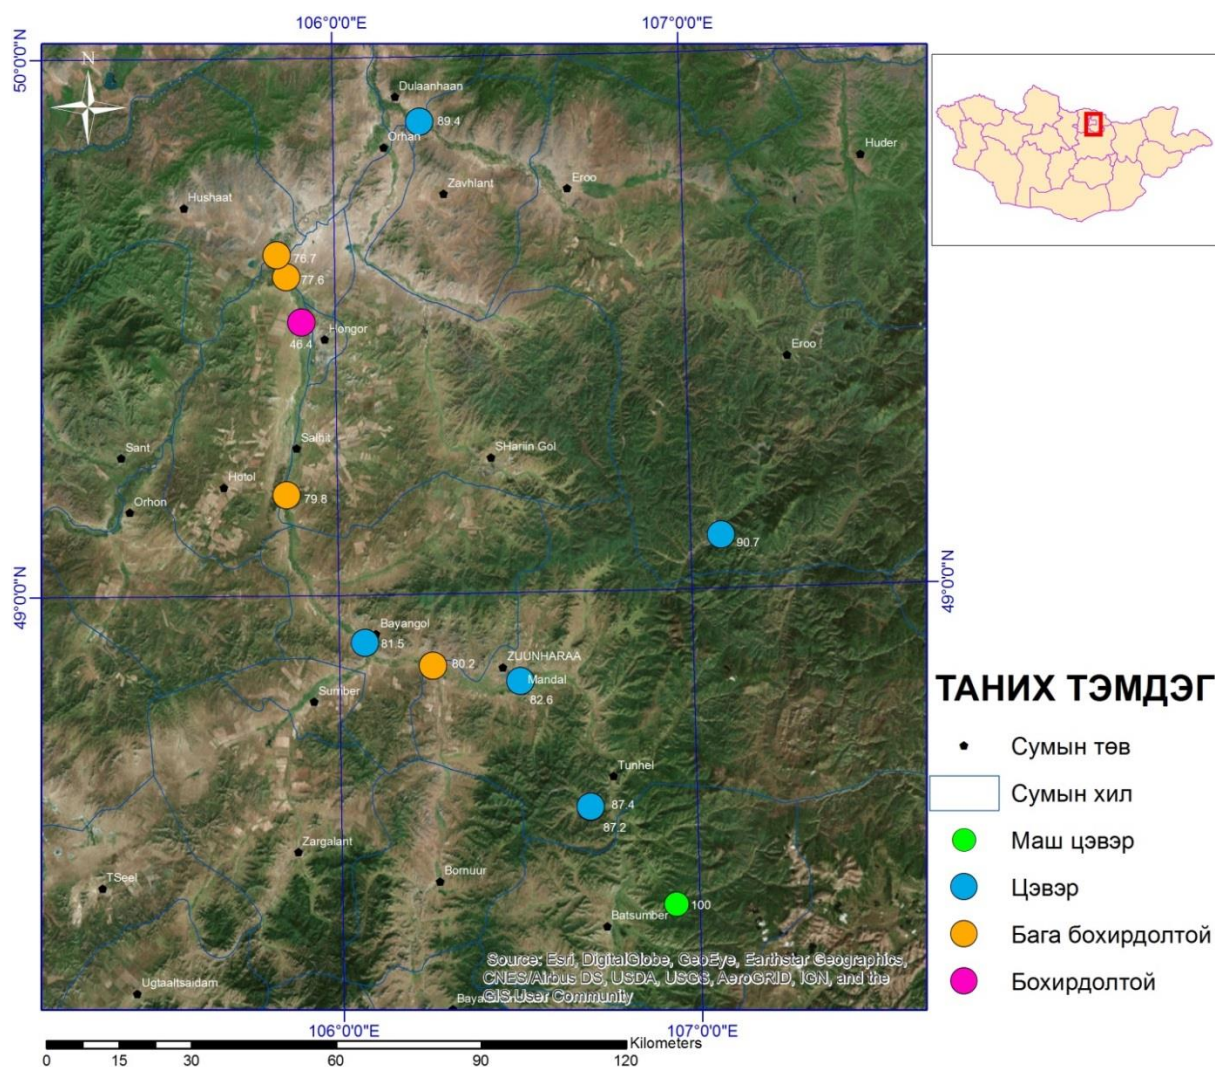 106°0'0"E
107°0'0"E
50°0'0"N
N
Dulaanhaan
89.4
Orhan
Huder
Zavhlant
Eroo
Hushaat
76.7
77.6
Hongor
46.4
Eroo
Salhit
Sant
SHariin Gol
Hotol
79.8
Orhon
90.7
49°0'0"N
49°0'0"N
Bayangol
81.5
80.2
ZUUNHARAA
Mandal
82.6
Sumber
Tunhel
87.4
87.2
Zargalant
TSeel
Bornuur
100
Batsumber
Ugtaaltsaidam
Source: Esri, DigitalGlobe, GeoEye, Earthstar Geographics,
CNES/Airbus DS, USDA, USGS, AeroGRID, IGN, and the
GIS User Community
106°0'0"E
107°0'0"E
Kilometers
0 15 30 60 90 120
ТАНИХ ТЭМДЭГ
Сумын төв
Сумын хил
Маш цэвэр
Цэвэр
Бага бохирдолтой
Бохирдолтой